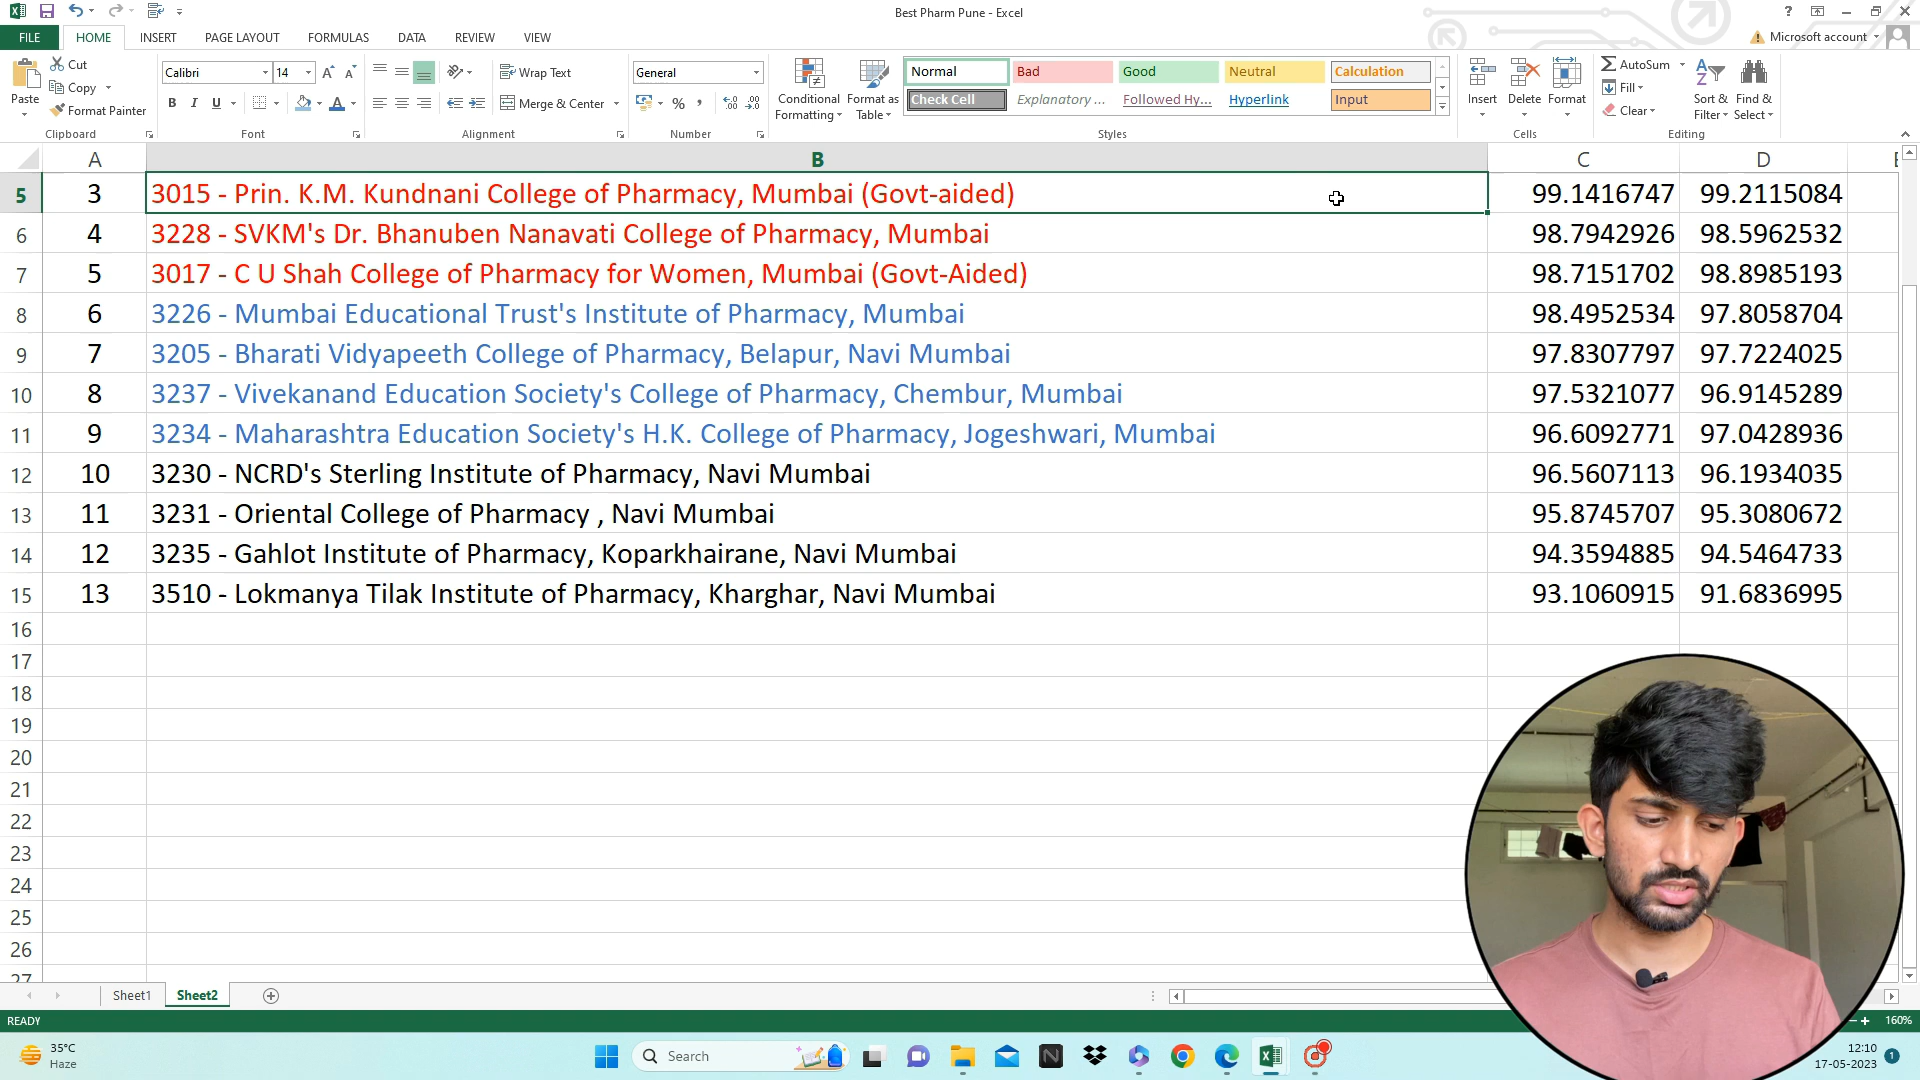 Best Pharm Pune - Excel
?
FILE HOME INSERT PAGE LAYOUT FORMULAS DATA REVIEW VIEW
Microsoft account
Paste Cut Copy Format Painter Clipboard
Calibri 14 A A B I U A Font
Wrap Text Merge & Center Alignment
General % , Number
Conditional Formatting Format as Table
Normal Bad Good Neutral Calculation
Check Cell Explanatory ... Followed Hy... Hyperlink Input
Styles
Insert Delete Format Cells
AutoSum Fill Clear Sort & Filter Find & Select Editing
A B C D
5 3 3015 - Prin. K.M. Kundnani College of Pharmacy, Mumbai (Govt-aided) 99.1416747 99.2115084
6 4 3228 - SVKM's Dr. Bhanuben Nanavati College of Pharmacy, Mumbai 98.7942926 98.5962532
7 5 3017 - C U Shah College of Pharmacy for Women, Mumbai (Govt-Aided) 98.7151702 98.8985193
8 6 3226 - Mumbai Educational Trust's Institute of Pharmacy, Mumbai 98.4952534 97.8058704
9 7 3205 - Bharati Vidyapeeth College of Pharmacy, Belapur, Navi Mumbai 97.8307797 97.7224025
10 8 3237 - Vivekanand Education Society's College of Pharmacy, Chembur, Mumbai 97.5321077 96.9145289
11 9 3234 - Maharashtra Education Society's H.K. College of Pharmacy, Jogeshwari, Mumbai 96.6092771 97.0428936
12 10 3230 - NCRD's Sterling Institute of Pharmacy, Navi Mumbai 96.5607113 96.1934035
13 11 3231 - Oriental College of Pharmacy , Navi Mumbai 95.8745707 95.3080672
14 12 3235 - Gahlot Institute of Pharmacy, Koparkhairane, Navi Mumbai 94.3594885 94.5464733
15 13 3510 - Lokmanya Tilak Institute of Pharmacy, Kharghar, Navi Mumbai 93.1060915 91.6836995
16
17
18
19
20
21
22
23
24
25
26
27
Sheet1 Sheet2
READY 160%
35°C
Haze
Search
12:10
17-05-2023
1